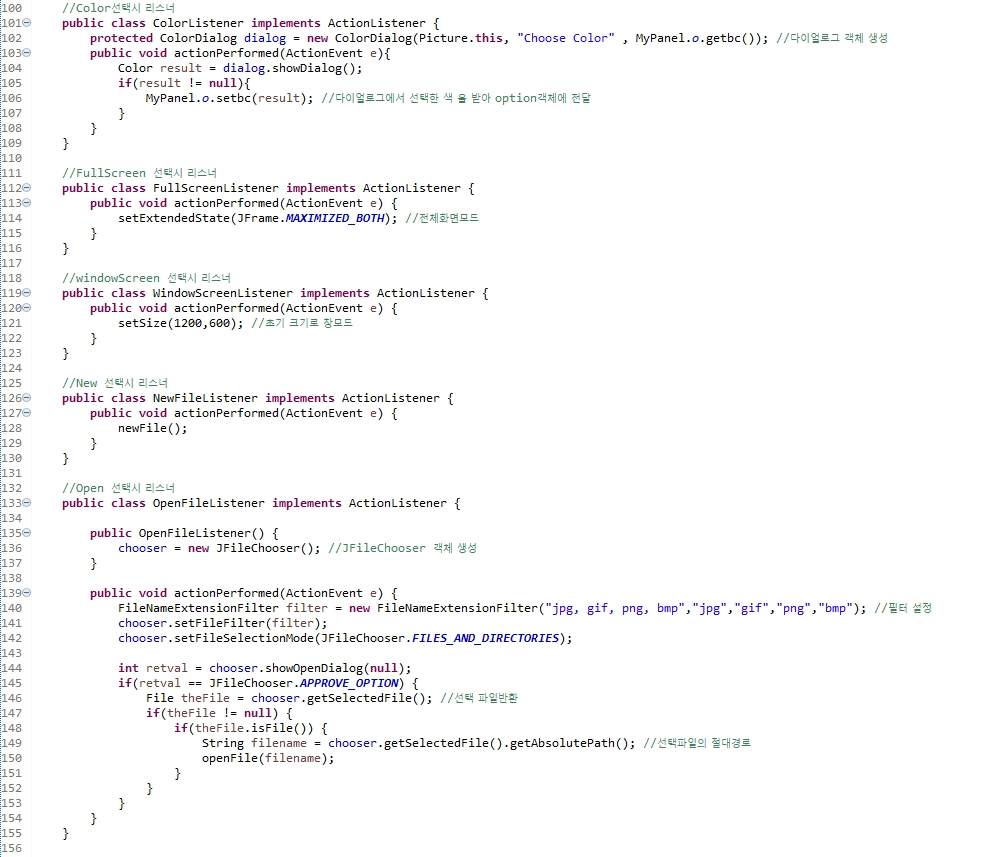 100    //Color선택시 리스너
101    public class ColorListener implements ActionListener {
102        protected ColorDialog dialog = new ColorDialog(Picture.this, "Choose Color" , MyPanel.o.getbc()); //다이얼로그 객체 생성
103        public void actionPerformed(ActionEvent e){
104            Color result = dialog.showDialog();
105            if(result != null){
106                MyPanel.o.setbc(result); //다이얼로그에서 선택한 색 을 받아 option객체에 전달
107            }
108        }
109    }
110
111    //FullScreen 선택시 리스너
112    public class FullScreenListener implements ActionListener {
113        public void actionPerformed(ActionEvent e) {
114            setExtendedState(JFrame.MAXIMIZED_BOTH); //전체화면모드
115        }
116    }
117
118    //windowScreen 선택시 리스너
119    public class WindowScreenListener implements ActionListener {
120        public void actionPerformed(ActionEvent e) {
121            setSize(1200,600); //초기 크기로 창모드
122        }
123    }
124
125    //New 선택시 리스너
126    public class NewFileListener implements ActionListener {
127        public void actionPerformed(ActionEvent e) {
128            newFile();
129        }
130    }
131
132    //Open 선택시 리스너
133    public class OpenFileListener implements ActionListener {
134
135        public OpenFileListener() {
136            chooser = new JFileChooser(); //JFileChooser 객체 생성
137        }
138
139        public void actionPerformed(ActionEvent e) {
140            FileNameExtensionFilter filter = new FileNameExtensionFilter("jpg, gif, png, bmp","jpg","gif","png","bmp"); //필터 설정
141            chooser.setFileFilter(filter);
142            chooser.setFileSelectionMode(JFileChooser.FILES_AND_DIRECTORIES);
143
144            int retval = chooser.showOpenDialog(null);
145            if(retval == JFileChooser.APPROVE_OPTION) {
146                File theFile = chooser.getSelectedFile(); //선택 파일반환
147                if(theFile != null) {
148                    if(theFile.isFile()) {
149                        String filename = chooser.getSelectedFile().getAbsolutePath(); //선택파일의 절대경로
150                        openFile(filename);
151                    }
152                }
153            }
154        }
155    }
156